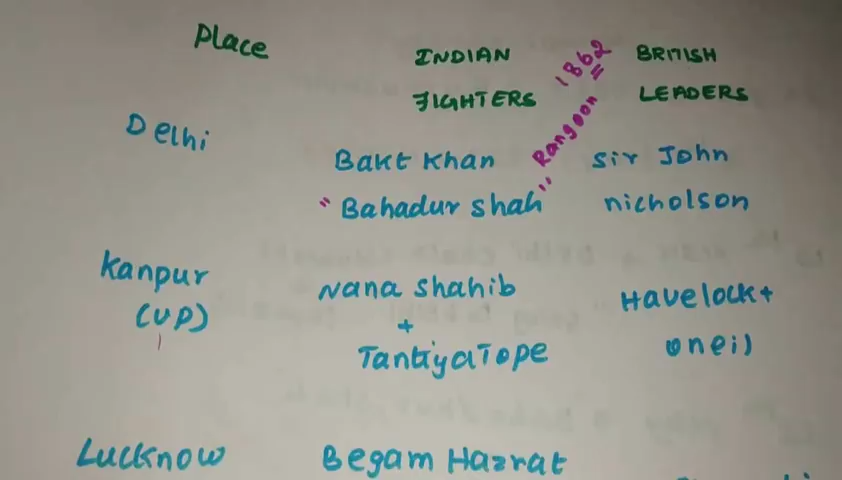 Place INDIAN BRITISH
FIGHTERS LEADERS
Rangoon 1862
Delhi
Bakt Khan Sir John
"Bahadur shah" nicholson
Kanpur Nana Shahib Havelock+
(UP) +
TantiyaTope oneil
Lucknow Begam Hazrat